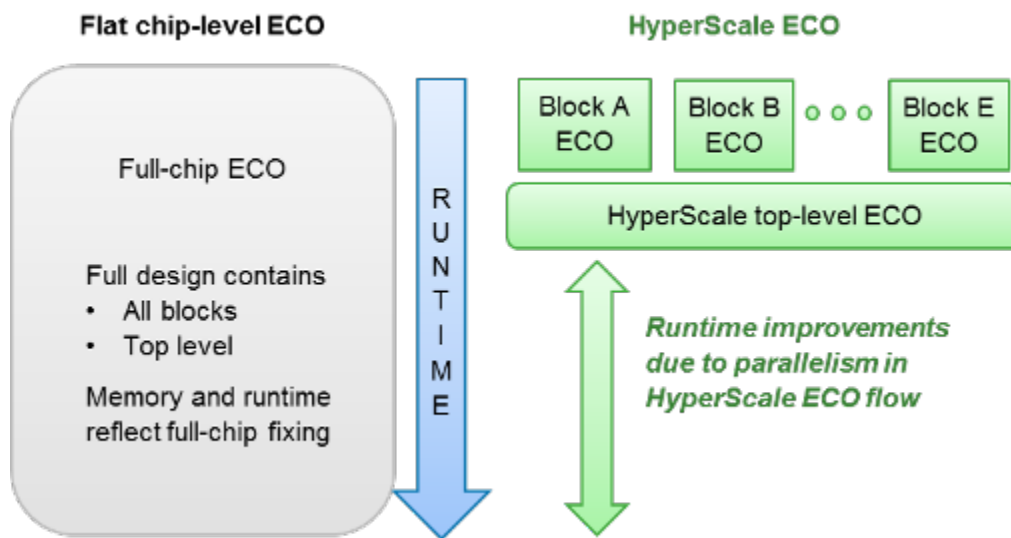 Flat chip-level ECO
Full-chip ECO
Full design contains
• All blocks
• Top level
Memory and runtime
reflect full-chip fixing
RUNTIME
HyperScale ECO
Block A
ECO
Block B
ECO
Block E
ECO
HyperScale top-level ECO
Runtime improvements
due to parallelism in
HyperScale ECO flow